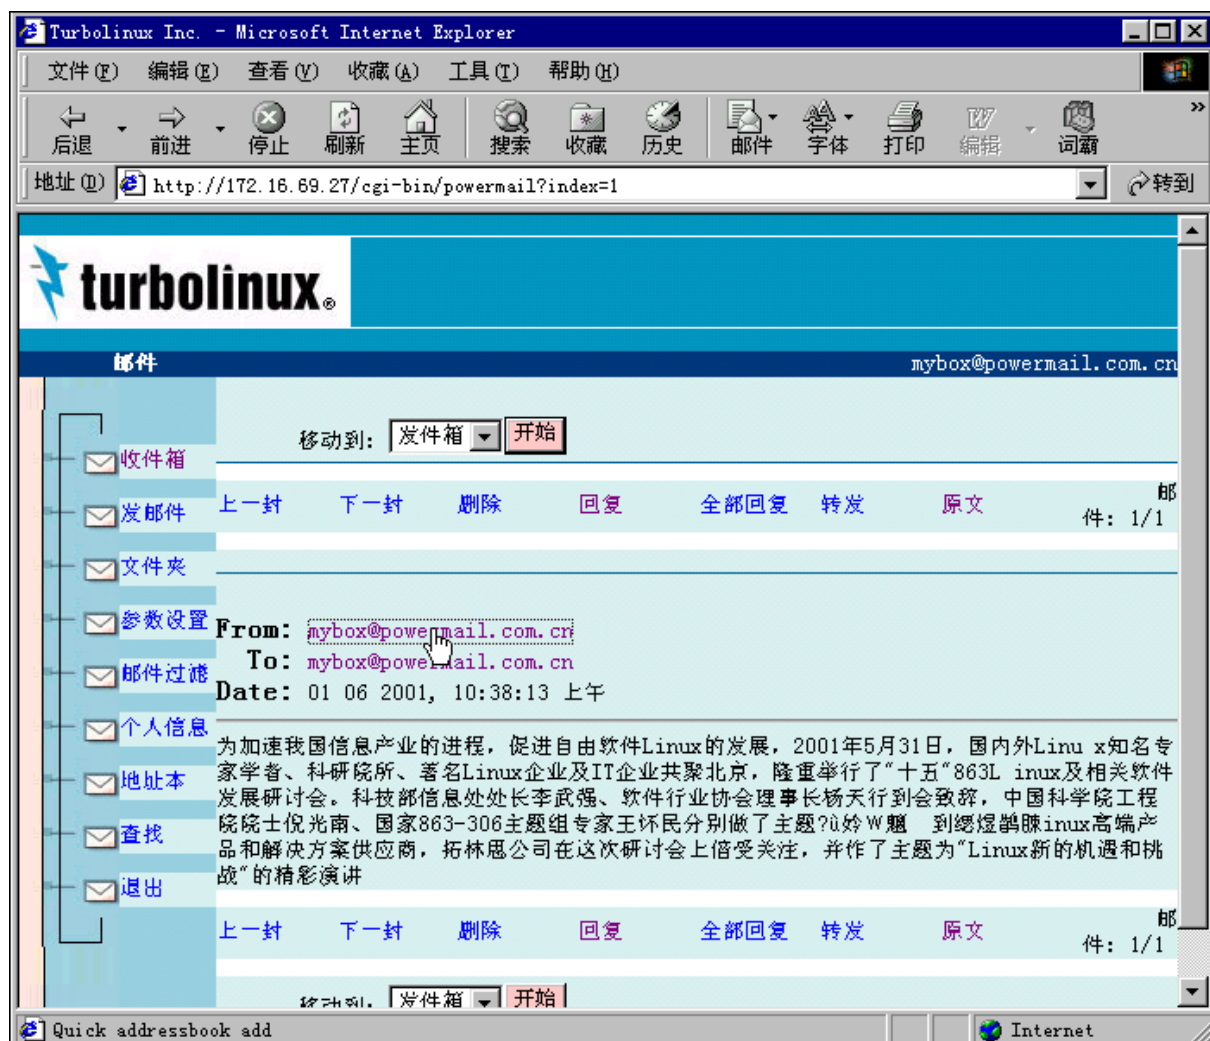 Turbolinux Inc. - Microsoft Internet Explorer
文件(F) 编辑(E) 查看(V) 收藏(A) 工具(T) 帮助(H)
后退 前进 停止 刷新 主页 搜索 收藏 历史 邮件 字体 打印 编辑 词霸 »
地址(D) http://172.16.69.27/cgi-bin/powermail?index=1 转到
turbolinux®
邮件 mybox@powermail.com.cn
移动到: 发件箱 开始
收件箱
发邮件
文件夹
参数设置
邮件过滤
个人信息
地址本
查找
退出
上一封 下一封 删除 回复 全部回复 转发 原文 邮
件: 1/1
From: mybox@powermail.com.cn
To: mybox@powermail.com.cn
Date: 01 06 2001, 10:38:13 上午
为加速我国信息产业的进程，促进自由软件Linux的发展，2001年5月31日，国内外Linu x知名专
家学者、科研院所、著名Linux企业及IT企业共聚北京，隆重举行了“十五“863L inux及相关软件
发展研讨会。科技部信息处处长李武强、软件行业协会理事长杨天行到会致辞，中国科学院工程
院院士倪光南、国家863-306主题组专家王怀民分别做了主题 到 inux高端产
品和解决方案供应商，拓林思公司在这次研讨会上倍受关注，并作了主题为“Linux新的机遇和挑
战“的精彩演讲
上一封 下一封 删除 回复 全部回复 转发 原文 邮
件: 1/1
移动到: 发件箱 开始
Quick addressbook add Internet